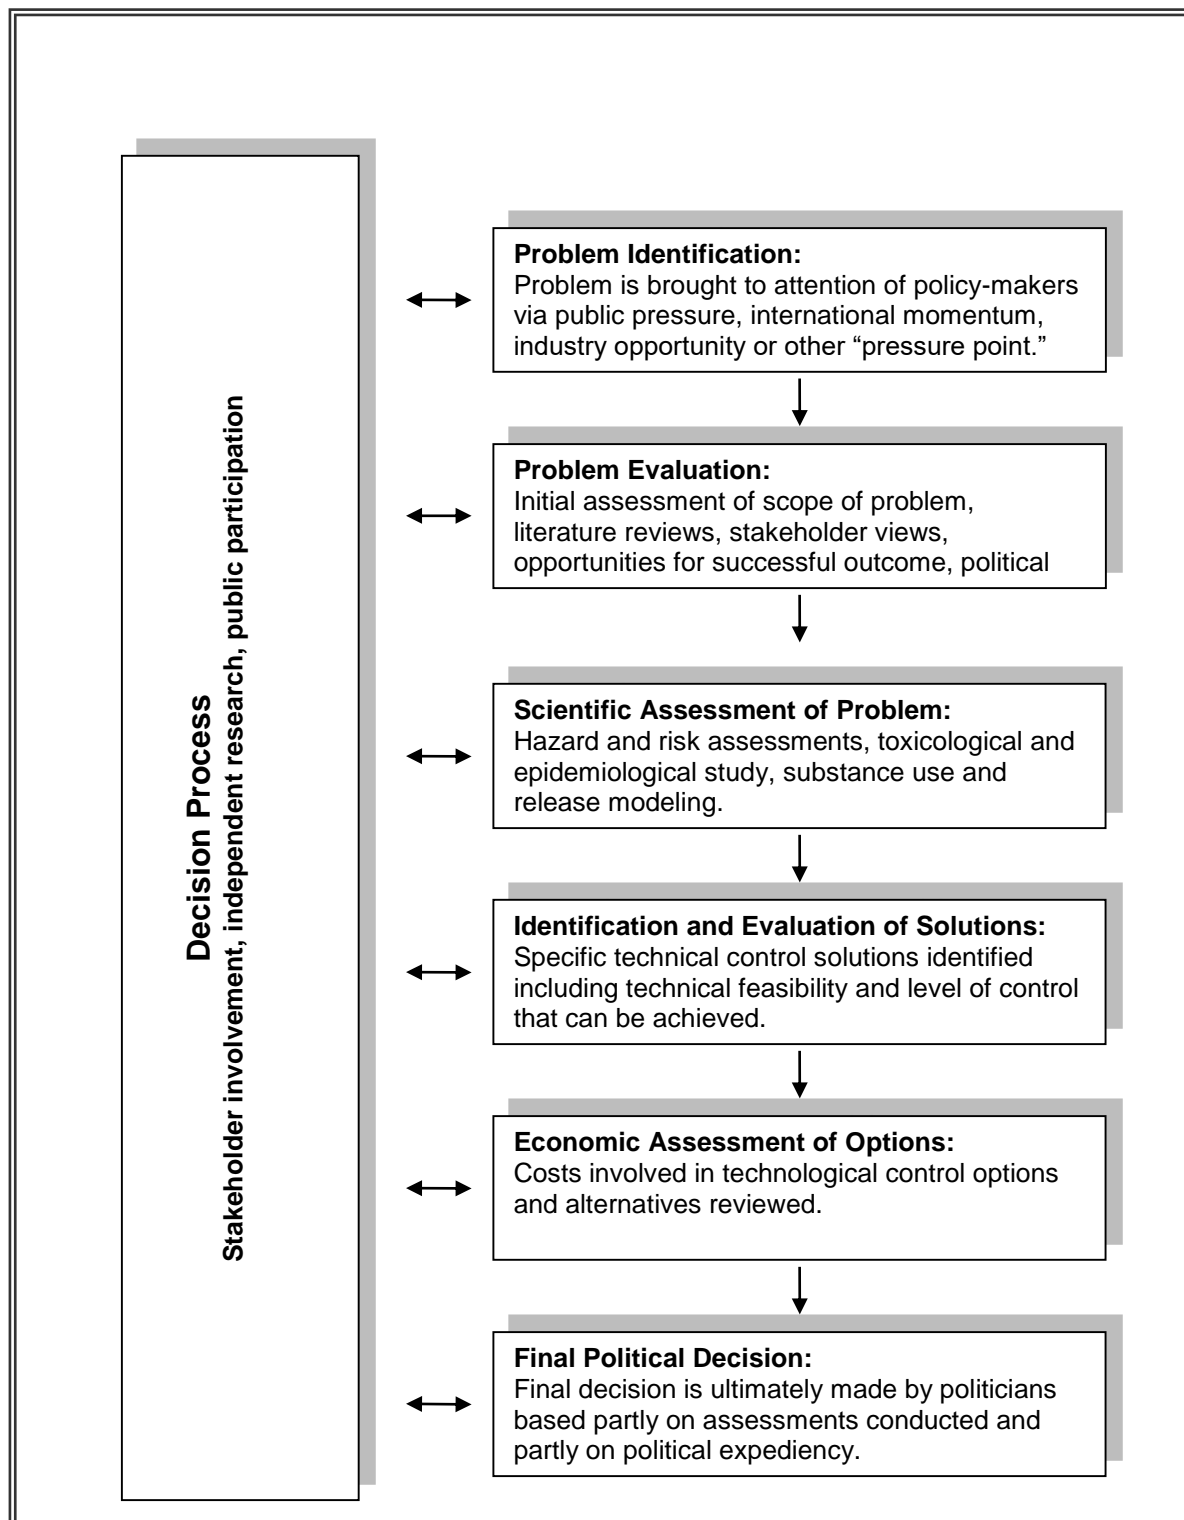 Decision Process
Stakeholder involvement, independent research, public participation
Problem Identification:
Problem is brought to attention of policy-makers
via public pressure, international momentum,
industry opportunity or other “pressure point.”
Problem Evaluation:
Initial assessment of scope of problem,
literature reviews, stakeholder views,
opportunities for successful outcome, political
Scientific Assessment of Problem:
Hazard and risk assessments, toxicological and
epidemiological study, substance use and
release modeling.
Identification and Evaluation of Solutions:
Specific technical control solutions identified
including technical feasibility and level of control
that can be achieved.
Economic Assessment of Options:
Costs involved in technological control options
and alternatives reviewed.
Final Political Decision:
Final decision is ultimately made by politicians
based partly on assessments conducted and
partly on political expediency.